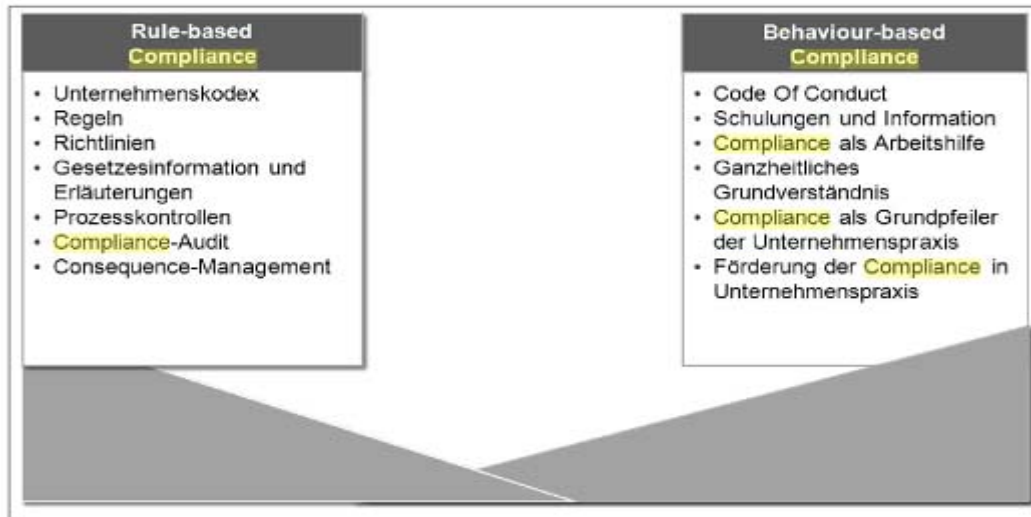 Rule-based
Compliance
• Unternehmenskodex
• Regeln
• Richtlinien
• Gesetzesinformation und
Erläuterungen
• Prozesskontrollen
• Compliance-Audit
• Consequence-Management
Behaviour-based
Compliance
• Code Of Conduct
• Schulungen und Information
• Compliance als Arbeitshilfe
• Ganzheitliches
Grundverständnis
• Compliance als Grundpfeiler
der Unternehmenspraxis
• Förderung der Compliance in
Unternehmenspraxis